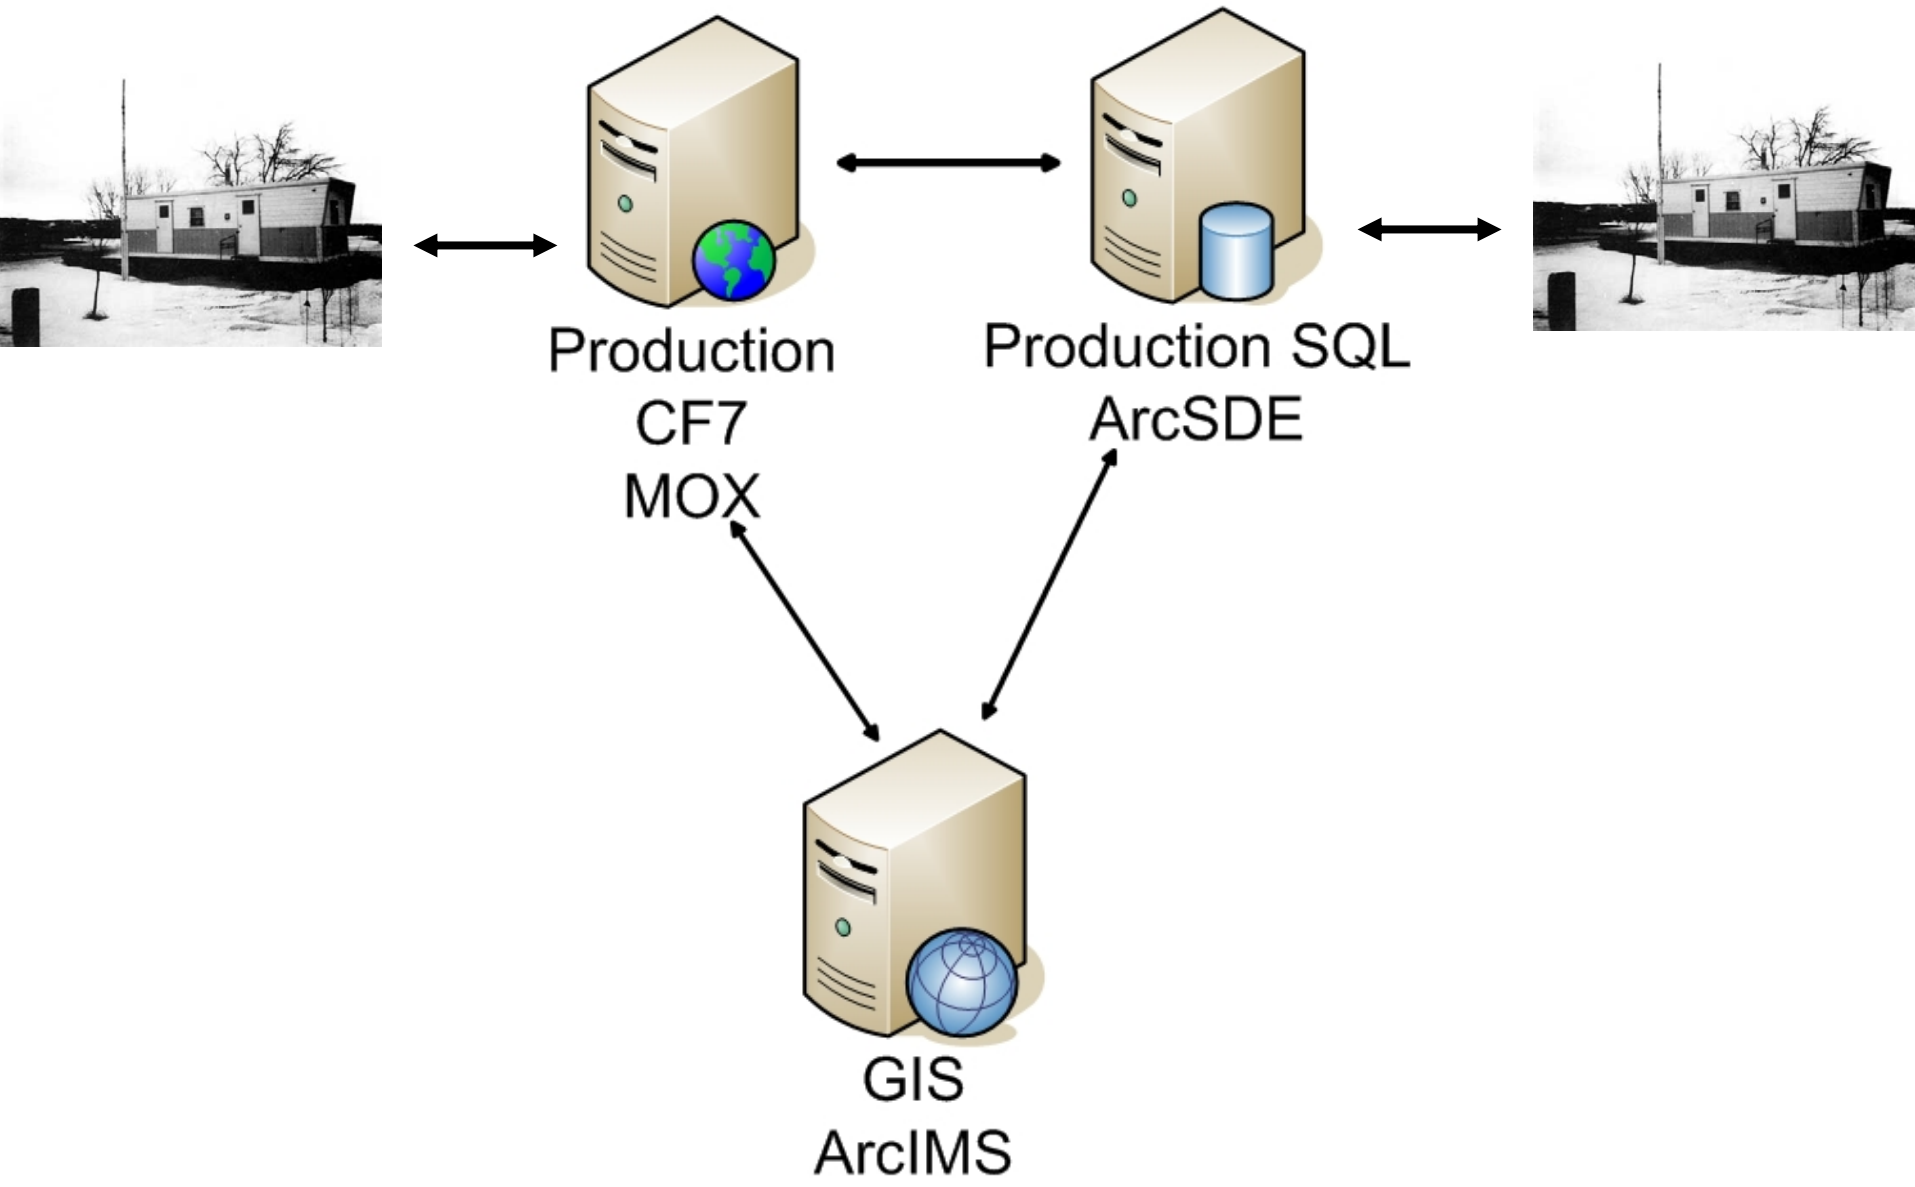 Production
CF7
MOX
Production SQL
ArcSDE
GIS
ArcIMS